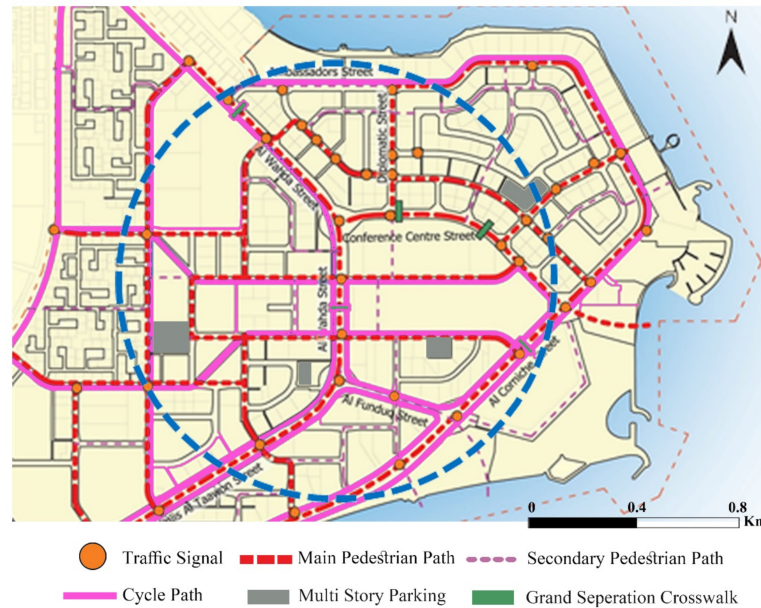 N
Ambassadors Street
Diplomatic Street
Al Wahda Street
Conference Centre Street
Al Wahda Street
Al Corniche Street
Al Funduq Street
Majlis Al Taawon Street
0 0.4 0.8
Km
Traffic Signal Main Pedestrian Path Secondary Pedestrian Path
Cycle Path Multi Story Parking Grand Seperation Crosswalk